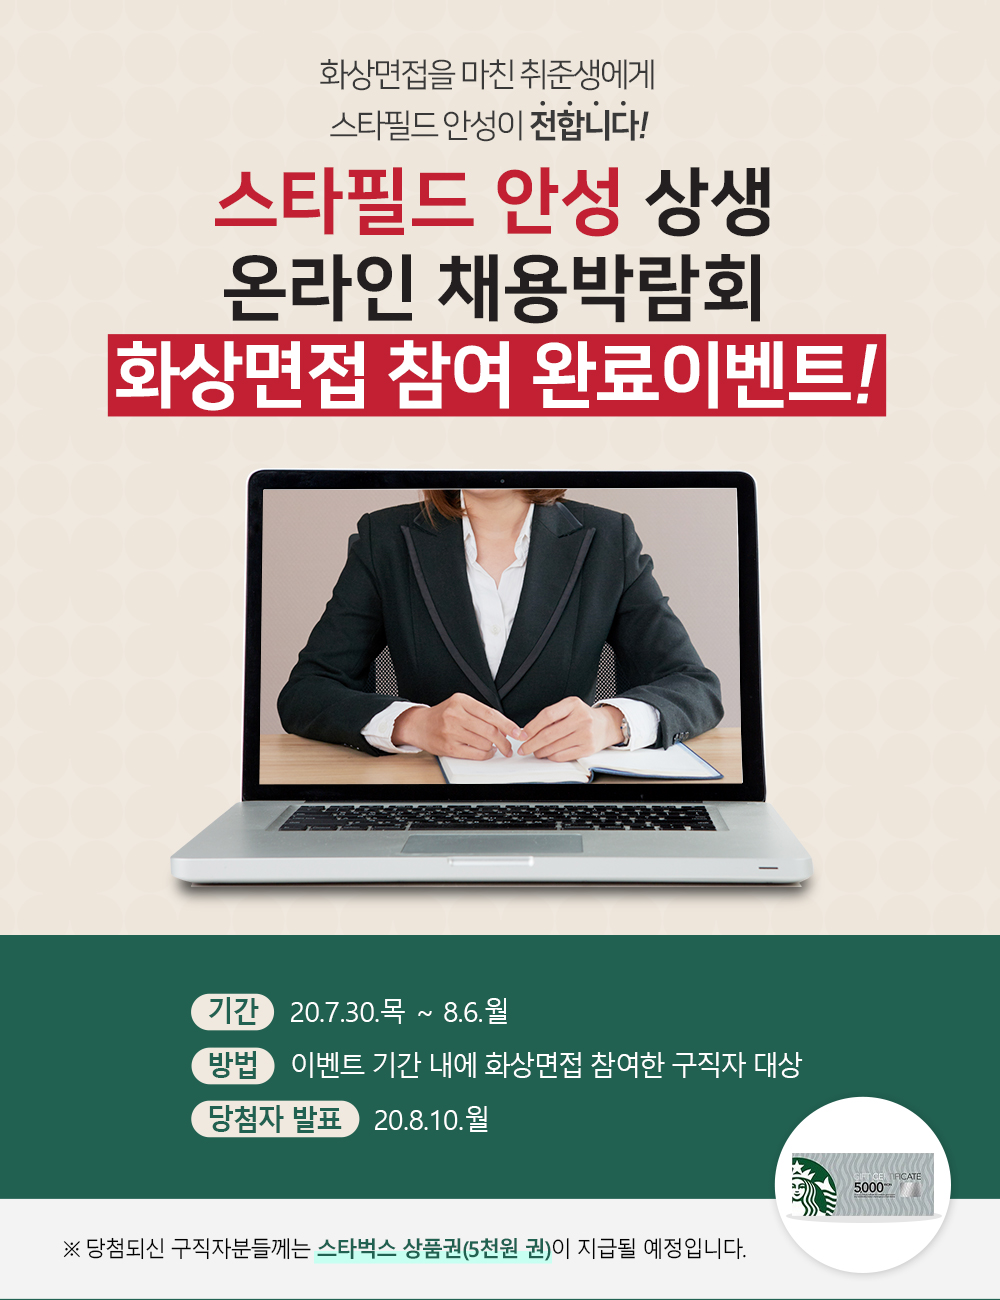 화상면접을 마친 취준생에게
스타필드 안성이 전합니다!
스타필드 안성 상생
온라인 채용박람회
화상면접 참여 완료이벤트!
기간 20.7.30.목 ~ 8.6.월
방법 이벤트 기간 내에 화상면접 참여한 구직자 대상
당첨자 발표 20.8.10.월
CERTIFICATE
5000
※ 당첨되신 구직자분들께는 스타벅스 상품권(5천원 권)이 지급될 예정입니다.